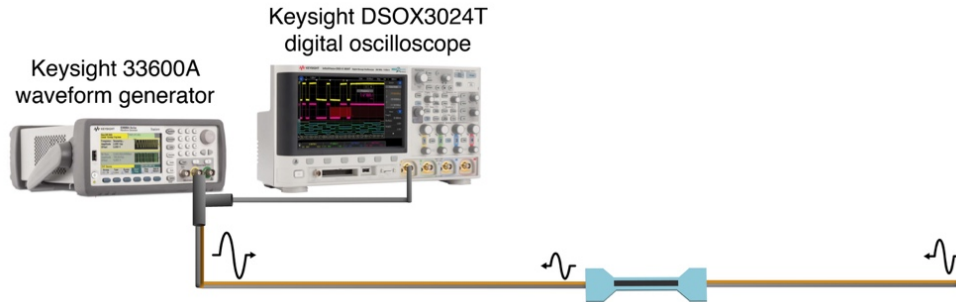 Keysight DSOX3024T
digital oscilloscope
Keysight 33600A
waveform generator